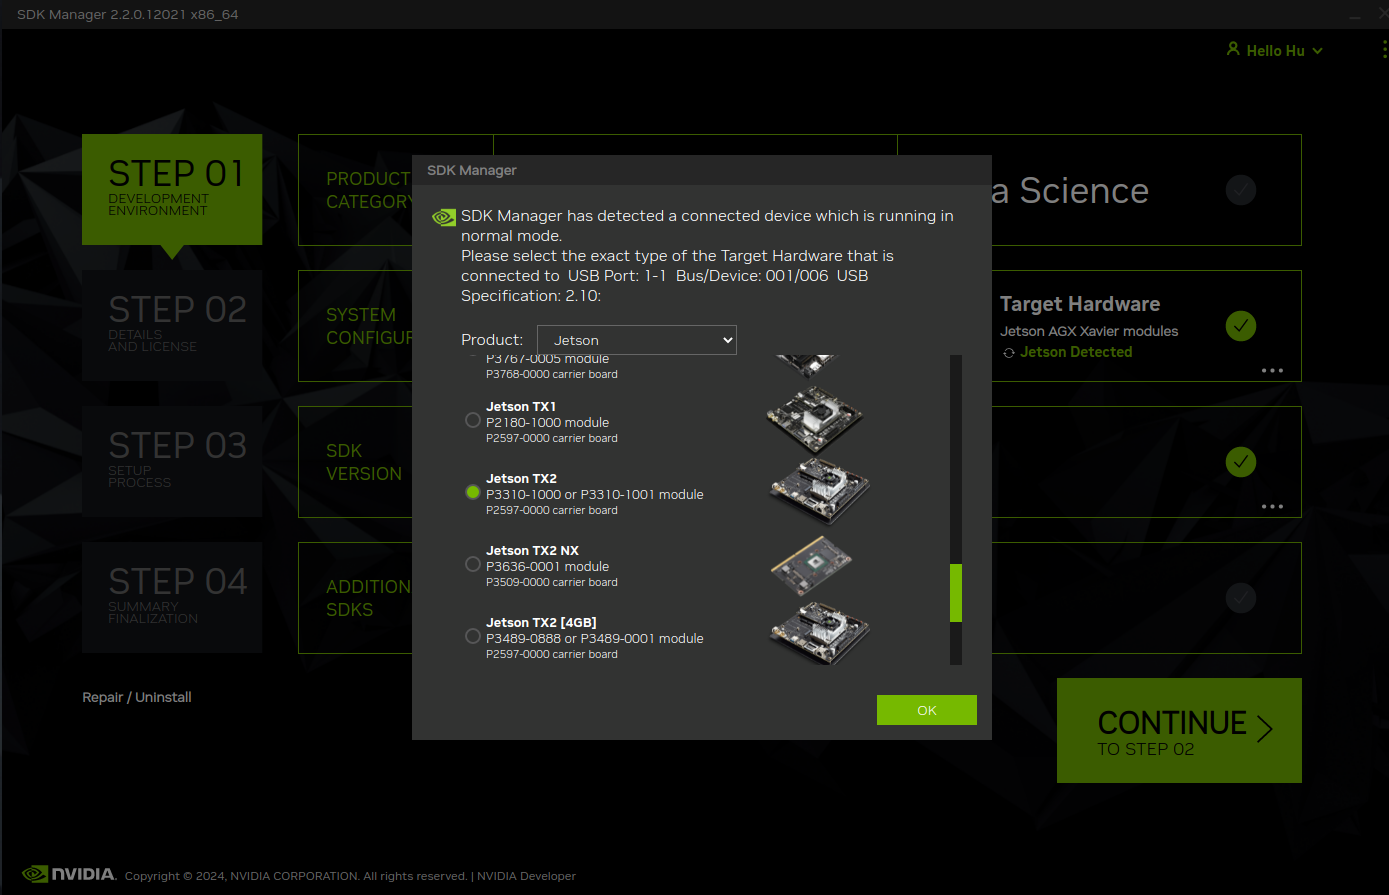 SDK Manager 2.2.0.12021 x86_64
Hello Hu
STEP 01
DEVELOPMENT
ENVIRONMENT
STEP 02
DETAILS
AND LICENSE
STEP 03
SETUP
PROCESS
STEP 04
SUMMARY
FINALIZATION
Repair / Uninstall
PRODUCT
CATEGORY
SYSTEM
CONFIGUR
SDK
VERSION
ADDITION
SDKS
SDK Manager
SDK Manager has detected a connected device which is running in
normal mode.
Please select the exact type of the Target Hardware that is
connected to USB Port: 1-1 Bus/Device: 001/006 USB
Specification: 2.10:
Product: Jetson
P3767-0005 module
P3768-0000 carrier board
Jetson TX1
P2180-1000 module
P2597-0000 carrier board
Jetson TX2
P3310-1000 or P3310-1001 module
P2597-0000 carrier board
Jetson TX2 NX
P3636-0001 module
P3509-0000 carrier board
Jetson TX2 [4GB]
P3489-0888 or P3489-0001 module
P2597-0000 carrier board
OK
a Science
Target Hardware
Jetson AGX Xavier modules
Jetson Detected
CONTINUE
TO STEP 02
NVIDIA. Copyright © 2024, NVIDIA CORPORATION. All rights reserved. | NVIDIA Developer